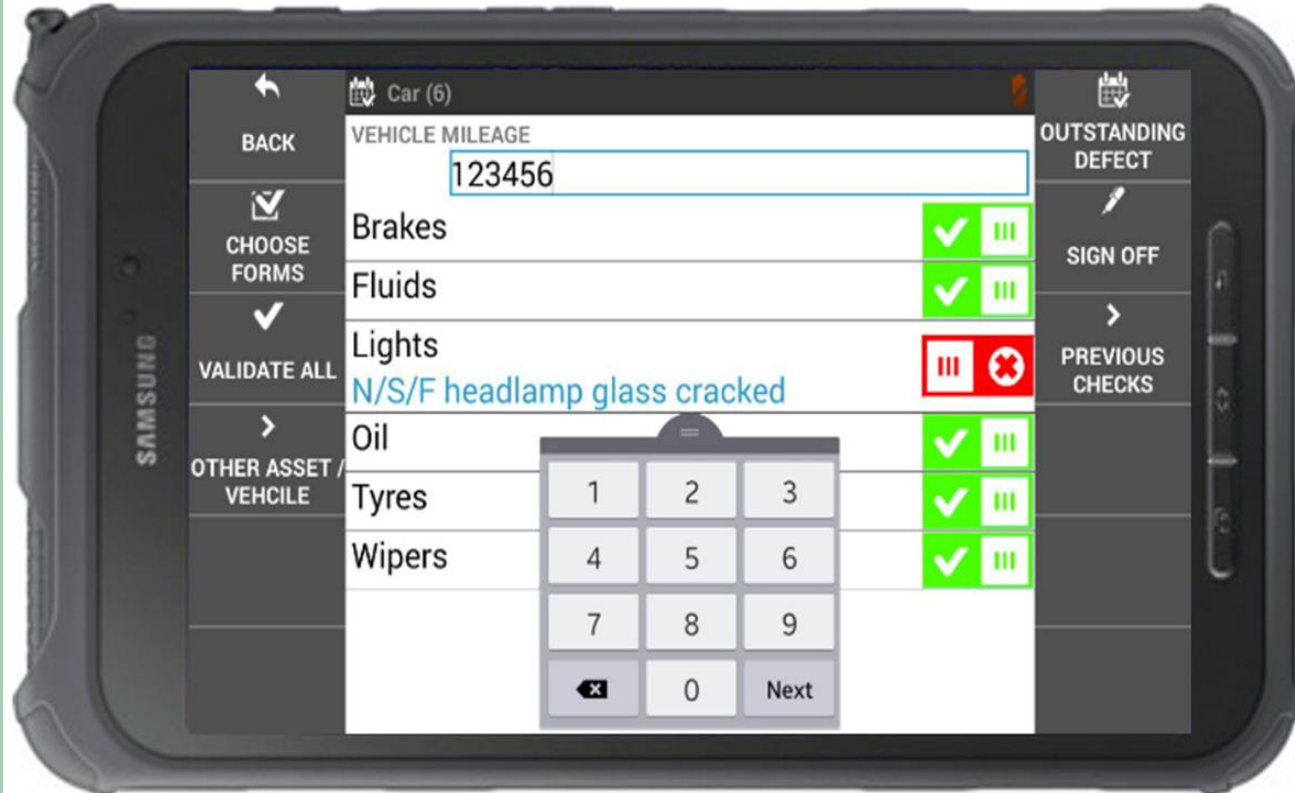 BACK
CHOOSE
FORMS
VALIDATE ALL
OTHER ASSET /
VEHCILE
Car (6)
VEHICLE MILEAGE
123456
Brakes
Fluids
Lights
N/S/F headlamp glass cracked
Oil
Tyres
Wipers
1 2 3
4 5 6
7 8 9
0 Next
OUTSTANDING
DEFECT
SIGN OFF
PREVIOUS
CHECKS
SAMSUNG